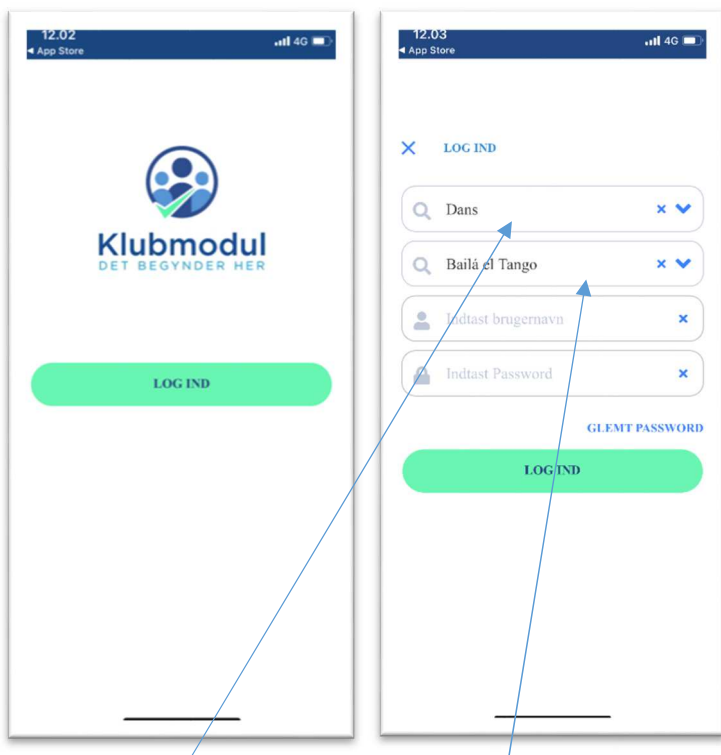 12.02
App Store
4G
Klubmodul
DET BEGYNDER HER
LOG IND
12.03
App Store
4G
LOG IND
Dans
Bailá el Tango
Indtast brugernavn
Indtast Password
GLEMT PASSWORD
LOG IND